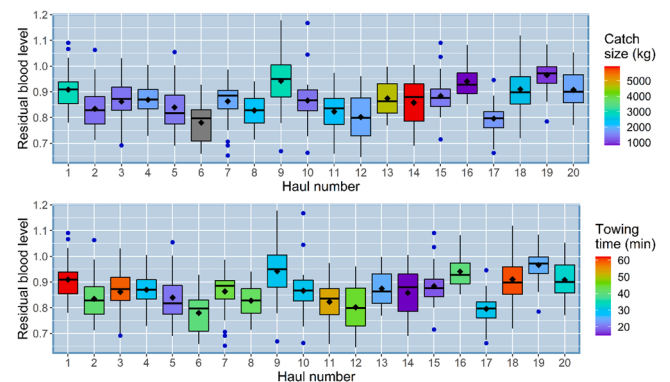 1.2
1.1
1.0
0.9
0.8
0.7
Residual blood level
1 2 3 4 5 6 7 8 9 10 11 12 13 14 15 16 17 18 19 20
Haul number
Catch
size (kg)
5000
4000
3000
2000
1000
1.2
1.1
1.0
0.9
0.8
0.7
Residual blood level
1 2 3 4 5 6 7 8 9 10 11 12 13 14 15 16 17 18 19 20
Haul number
Towing
time (min)
60
50
40
30
20